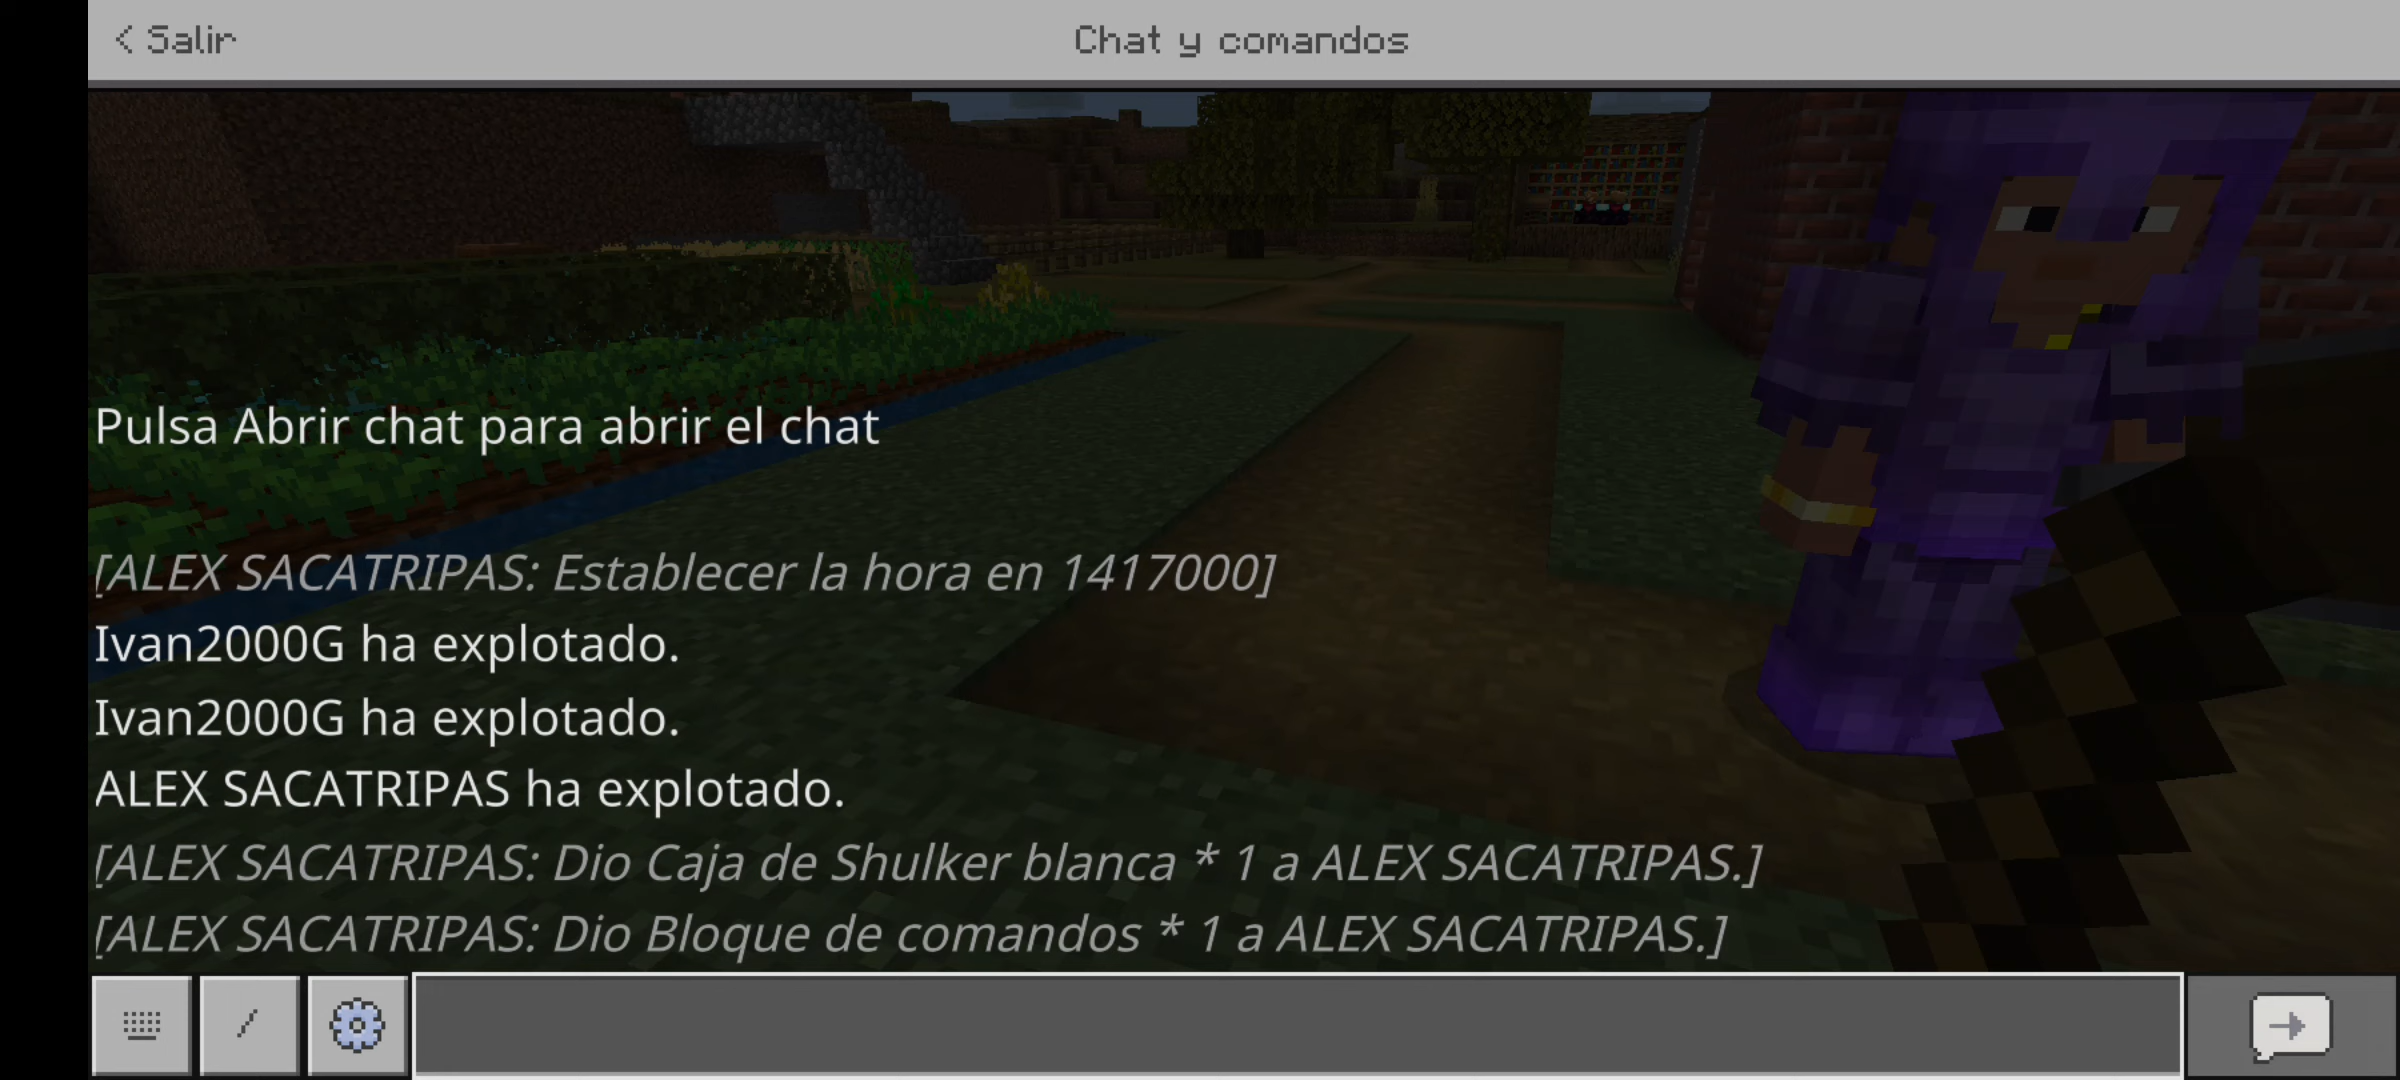 < Salir
Chat y comandos
Pulsa Abrir chat para abrir el chat
[ALEX SACATRIPAS: Establecer la hora en 1417000]
Ivan2000G ha explotado.
Ivan2000G ha explotado.
ALEX SACATRIPAS ha explotado.
[ALEX SACATRIPAS: Dio Caja de Shulker blanca * 1 a ALEX SACATRIPAS.]
[ALEX SACATRIPAS: Dio Bloque de comandos * 1 a ALEX SACATRIPAS.]
/